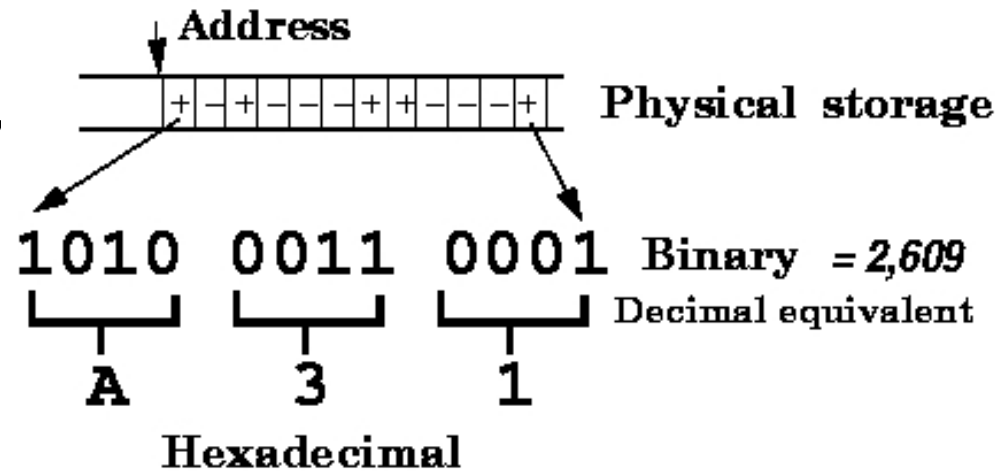 Address
+ − + − − − + + − − − + Physical storage
1010 0011 0001 Binary = 2,609
Decimal equivalent
A 3 1
Hexadecimal